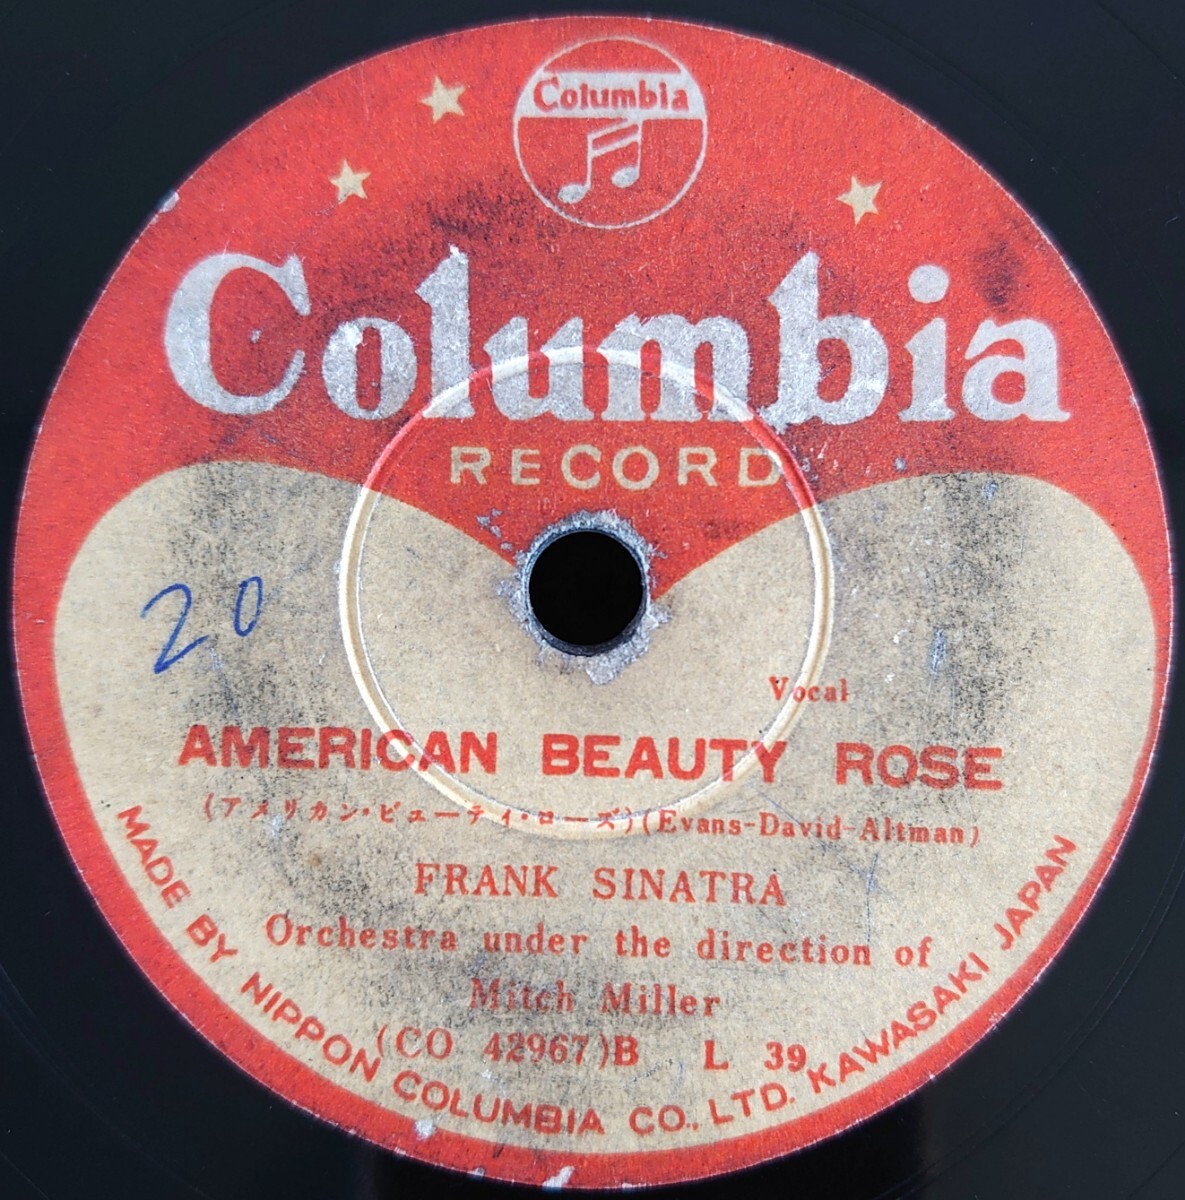 Columbia
Columbia
RECORD
20
Vocal
AMERICAN BEAUTY ROSE
(アメリカン・ビューティ・ローズ)(Evans-David-Altman)
FRANK SINATRA
Orchestra under the direction of
Mitch Miller
(CO 42967)B L 39
MADE BY NIPPON COLUMBIA CO., LTD. KAWASAKI JAPAN